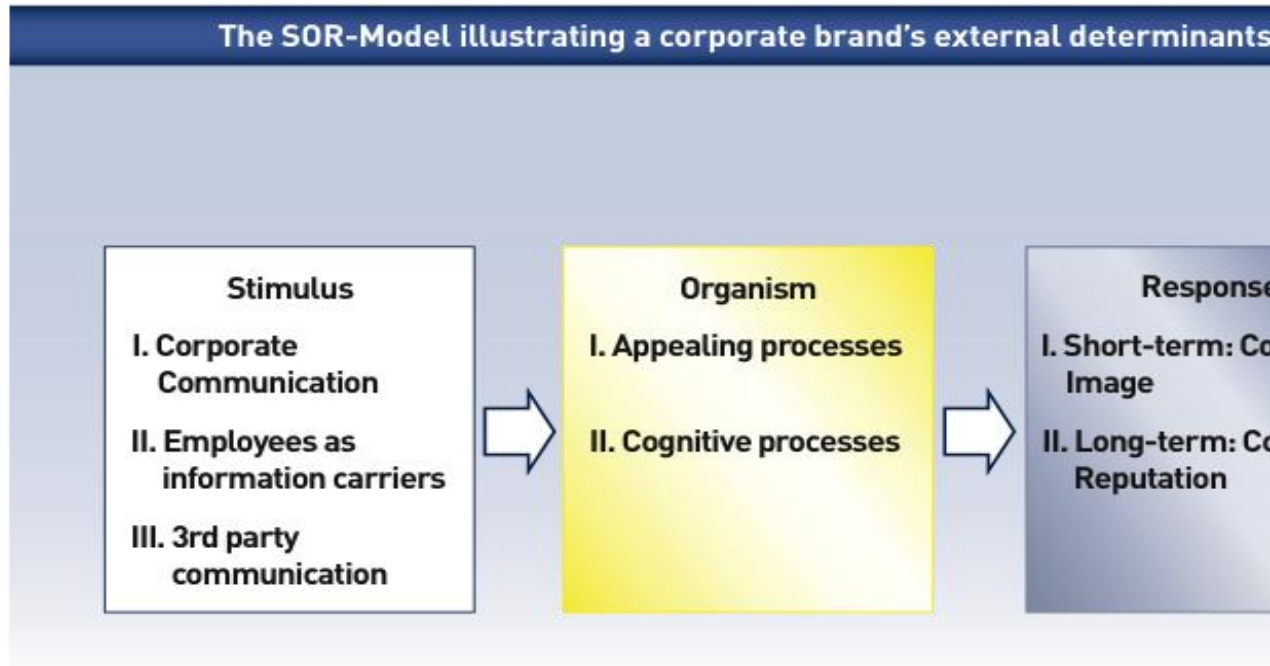 The SOR-Model illustrating a corporate brand's external determinants
Stimulus
I. Corporate
Communication
II. Employees as
information carriers
III. 3rd party
communication
Organism
I. Appealing processes
II. Cognitive processes
Response
I. Short-term: Co
Image
II. Long-term: Co
Reputation